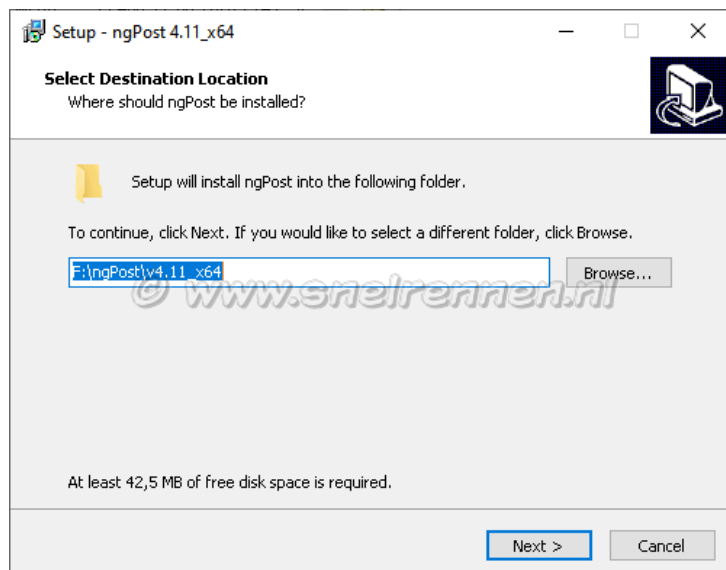 Setup - ngPost 4.11_x64
Select Destination Location
Where should ngPost be installed?
Setup will install ngPost into the following folder.
To continue, click Next. If you would like to select a different folder, click Browse.
F:\ngPost\v4.11_x64
Browse...
© www.snelrennen.nl
At least 42,5 MB of free disk space is required.
Next >
Cancel